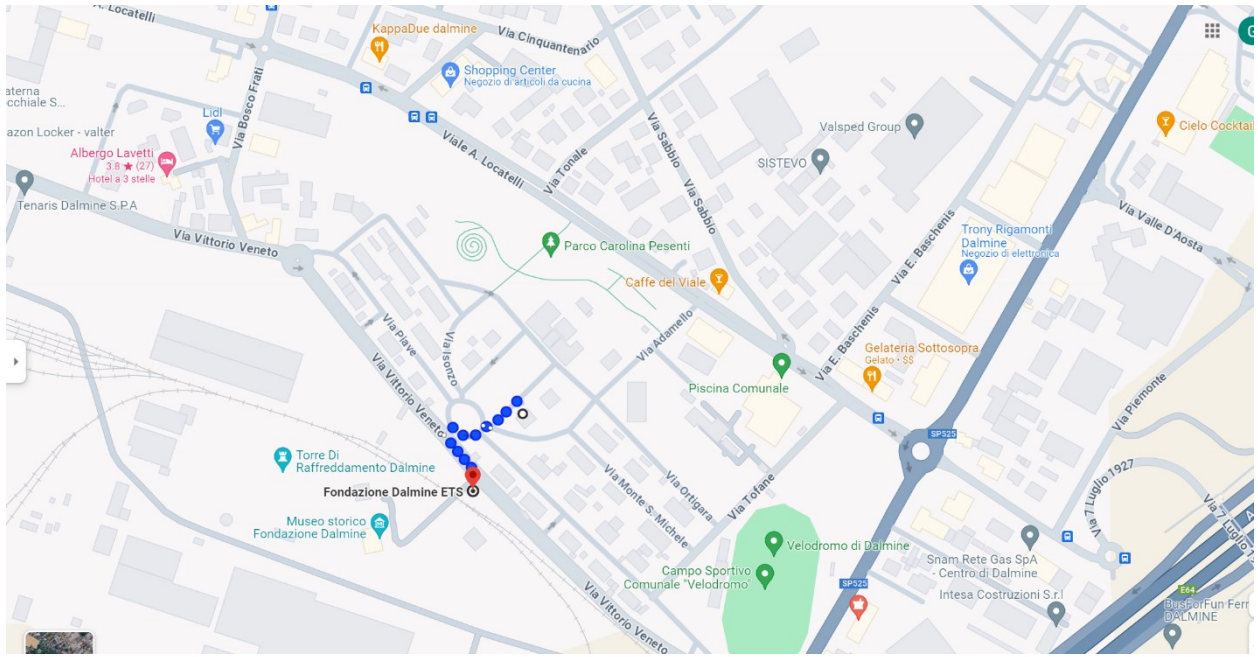 A. Locatelli
KappaDue dalmine
Via Cinquantenario
G
aterna
occhiale S...
Shopping Center
Negozio di articoli da cucina
Via Bosco Frati
Lidl
azon Locker - valter
Albergo Lavetti
3.8 ★ (27)
Hotel a 3 stelle
Tenaris Dalmine S.P.A
Viale A. Locatelli
Via Tonale
Via Sabbio
Via Sabbio
Valsped Group
SISTEVO
Cielo Cocktai
Via Vittorio Veneto
Parco Carolina Pesenti
Via E. Baschenis
Trony Rigamonti
Dalmine
Negozio di elettronica
Via Valle D'Aosta
Caffe del Viale
Via Piave
Via Isonzo
Via Adamello
Via E. Baschenis
Gelateria Sottosopra
Gelato • $$
Piscina Comunale
Via Vittorio Veneto
Via Piemonte
SP525
Torre Di
Raffreddamento Dalmine
Fondazione Dalmine ETS
Museo storico
Fondazione Dalmine
Via Monte S. Michele
Via Ortigara
Via Tofane
Via 7 Luglio 1927
Via 7 Luglio
Velodromo di Dalmine
Campo Sportivo
Comunale "Velodromo"
SP525
Snam Rete Gas SpA
- Centro di Dalmine
Intesa Costruzioni S.r.l
E64
BusForFun Ferr
DALMINE
Via Vittorio Veneto